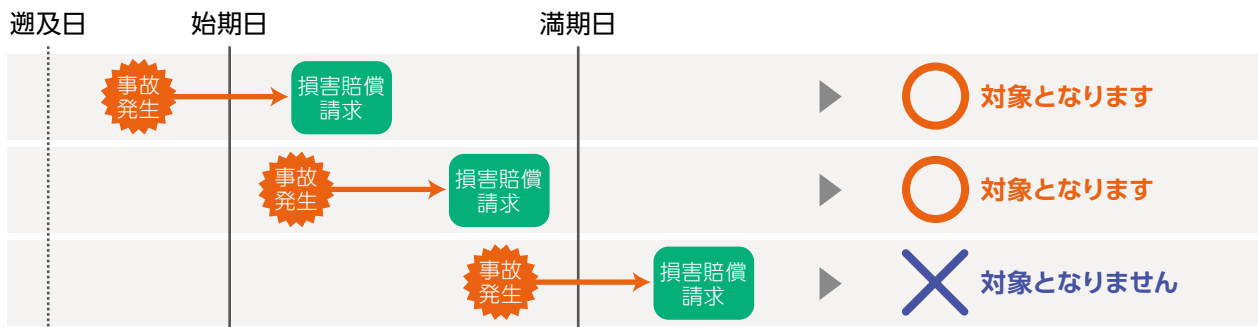 遡及日
始期日
満期日
事故
発生
損害賠償
請求
対象となります
事故
発生
損害賠償
請求
対象となります
事故
発生
損害賠償
請求
対象となりません